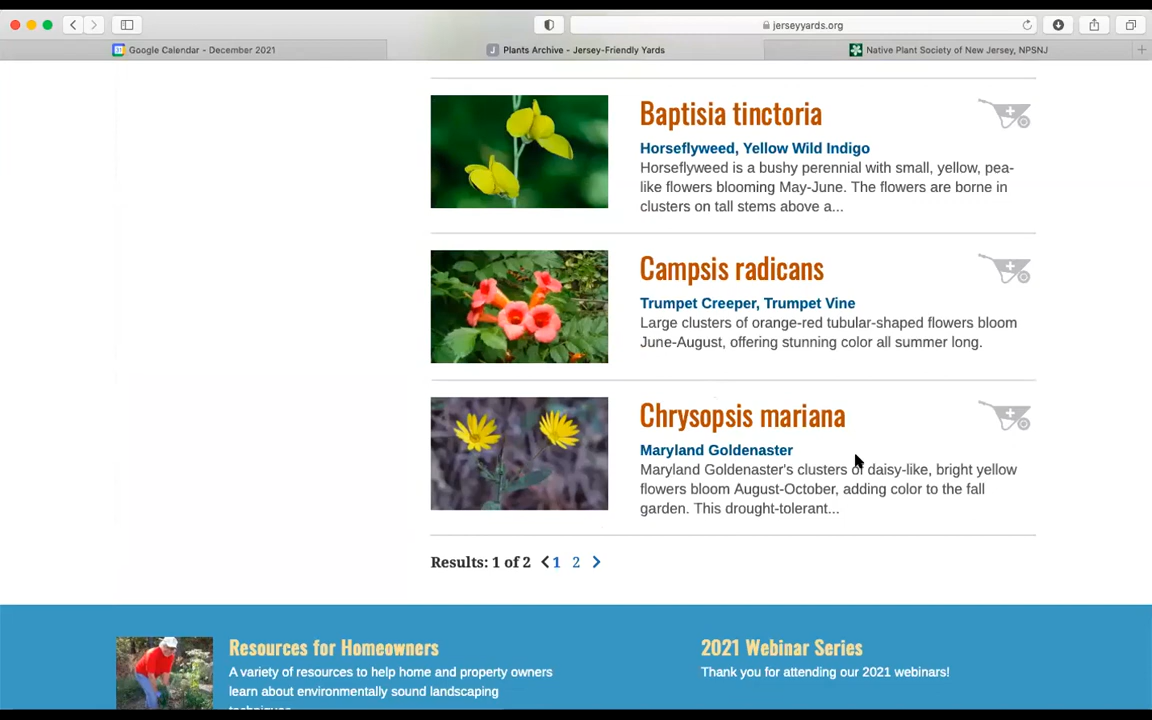 jerseyyards.org
Google Calendar - December 2021
Plants Archive - Jersey-Friendly Yards
Native Plant Society of New Jersey, NPSNJ
Baptisia tinctoria
Horseflyweed, Yellow Wild Indigo
Horseflyweed is a bushy perennial with small, yellow, pea-
like flowers blooming May-June. The flowers are borne in
clusters on tall stems above a...
Campsis radicans
Trumpet Creeper, Trumpet Vine
Large clusters of orange-red tubular-shaped flowers bloom
June-August, offering stunning color all summer long.
Chrysopsis mariana
Maryland Goldenaster
Maryland Goldenaster's clusters of daisy-like, bright yellow
flowers bloom August-October, adding color to the fall
garden. This drought-tolerant...
Results: 1 of 2 1 2
Resources for Homeowners
A variety of resources to help home and property owners
learn about environmentally sound landscaping
2021 Webinar Series
Thank you for attending our 2021 webinars!